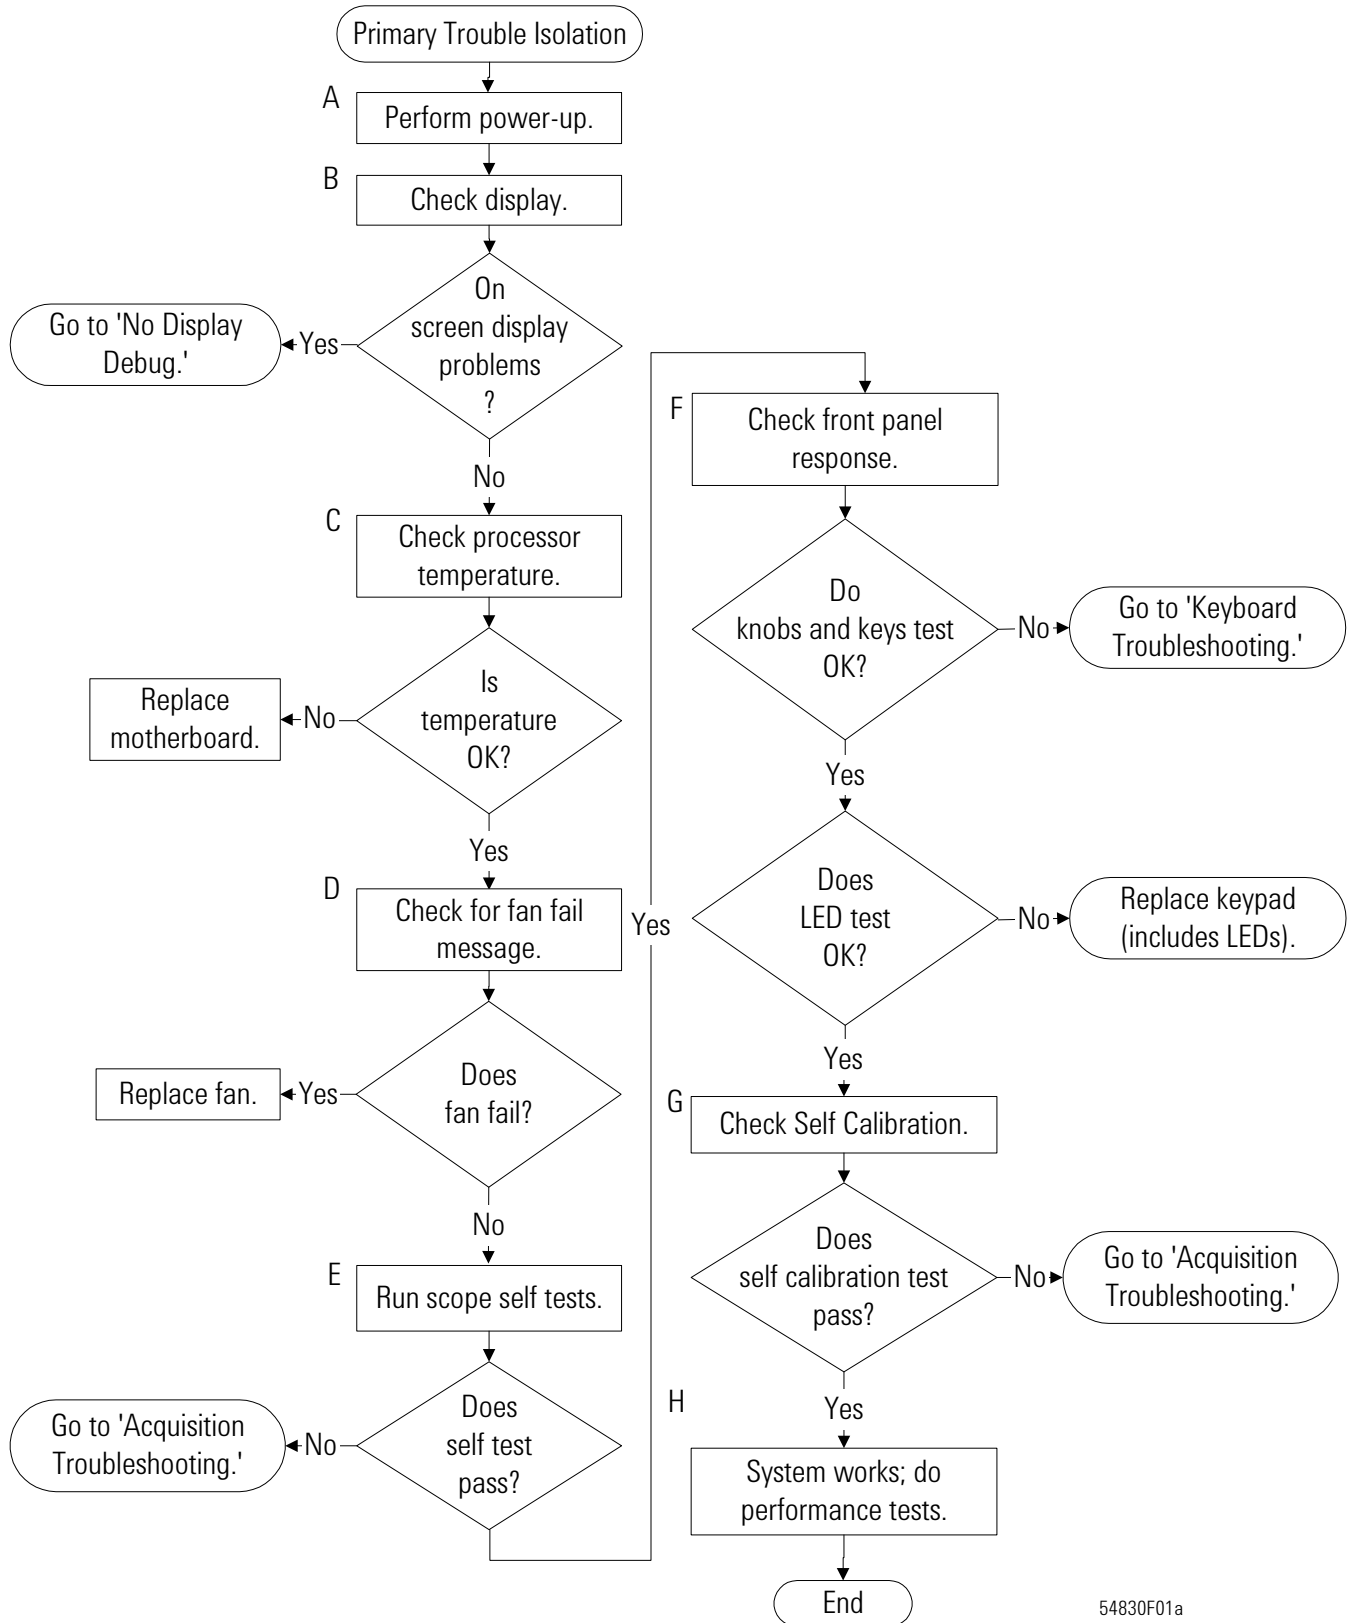 Primary Trouble Isolation
A
Perform power-up.
B
Check display.
On
screen display
problems
?
Yes
Go to 'No Display
Debug.'
No
C
Check processor
temperature.
Is
temperature
OK?
No
Replace
motherboard.
Yes
D
Check for fan fail
message.
Does
fan fail?
Yes
Replace fan.
No
E
Run scope self tests.
Does
self test
pass?
No
Go to 'Acquisition
Troubleshooting.'
Yes
F
Check front panel
response.
Do
knobs and keys test
OK?
No
Go to 'Keyboard
Troubleshooting.'
Yes
Does
LED test
OK?
No
Replace keypad
(includes LEDs).
Yes
G
Check Self Calibration.
Does
self calibration test
pass?
No
Go to 'Acquisition
Troubleshooting.'
Yes
H
System works; do
performance tests.
End
54830F01a